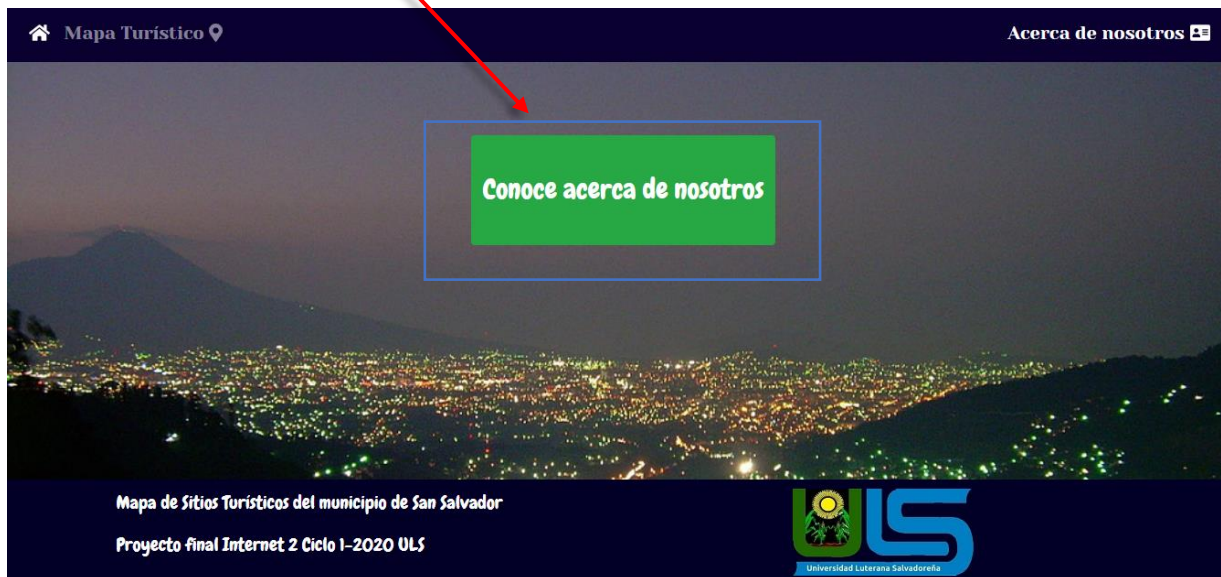 Mapa Turístico
Acerca de nosotros
Conoce acerca de nosotros
Mapa de Sitios Turísticos del municipio de San Salvador
Proyecto final Internet 2 Ciclo 1-2020 ULS
ULS
Universidad Luterana Salvadoreña